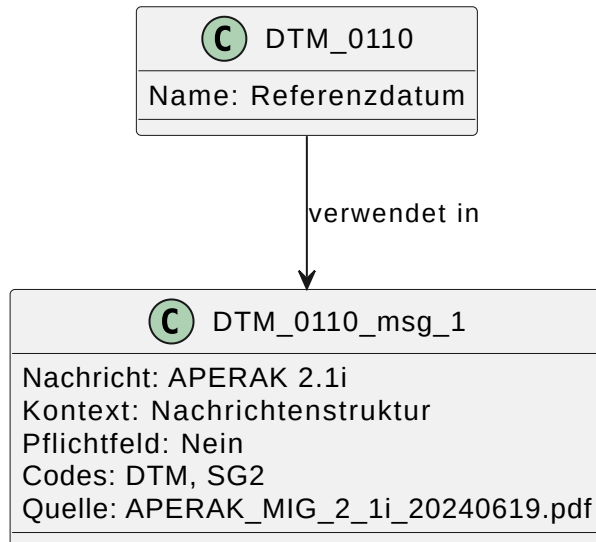 C DTM_0110
Name: Referenzdatum
verwendet in
C DTM_0110_msg_1
Nachricht: APERAK 2.1i
Kontext: Nachrichtenstruktur
Pflichtfeld: Nein
Codes: DTM, SG2
Quelle: APERAK_MIG_2_1i_20240619.pdf